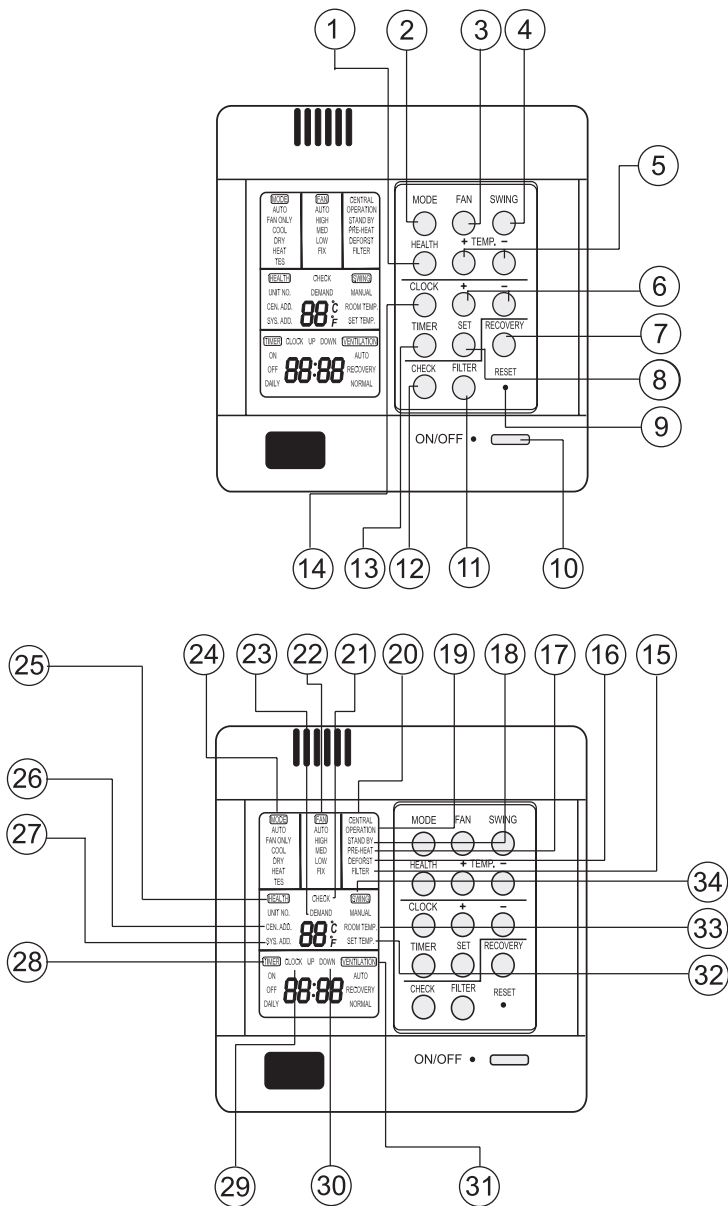 1 2 3 4
5
MODE FAN SWING
HEALTH + TEMP. −
CLOCK + −
TIMER SET RECOVERY
CHECK FILTER RESET
ON/OFF
MODE
AUTO
FAN ONLY
COOL
DRY
HEAT
TES
FAN
AUTO
HIGH
MED
LOW
FIX
CENTRAL
OPERATION
STAND BY
PRE-HEAT
DEFORST
FILTER
HEALTH CHECK SWING
UNIT NO. DEMAND MANUAL
CEN. ADD. 88 °C ROOM TEMP.
SYS. ADD. °F SET TEMP.
TIMER CLOCK UP DOWN VENTILATION
ON AUTO
OFF 88:88 RECOVERY
DAILY NORMAL
6
7
8
9
14 13 12 11 10
25 24 23 22 21 20 19 18 17 16 15
26
27
28
MODE
AUTO
FAN ONLY
COOL
DRY
HEAT
TES
FAN
AUTO
HIGH
MED
LOW
FIX
CENTRAL
OPERATION
STAND BY
PRE-HEAT
DEFORST
FILTER
HEALTH CHECK SWING
UNIT NO. DEMAND MANUAL
CEN. ADD. 88 °C ROOM TEMP.
SYS. ADD. °F SET TEMP.
TIMER CLOCK UP DOWN VENTILATION
ON AUTO
OFF 88:88 RECOVERY
DAILY NORMAL
MODE FAN SWING
HEALTH + TEMP. −
CLOCK + −
TIMER SET RECOVERY
CHECK FILTER RESET
ON/OFF
34
33
32
29 30 31